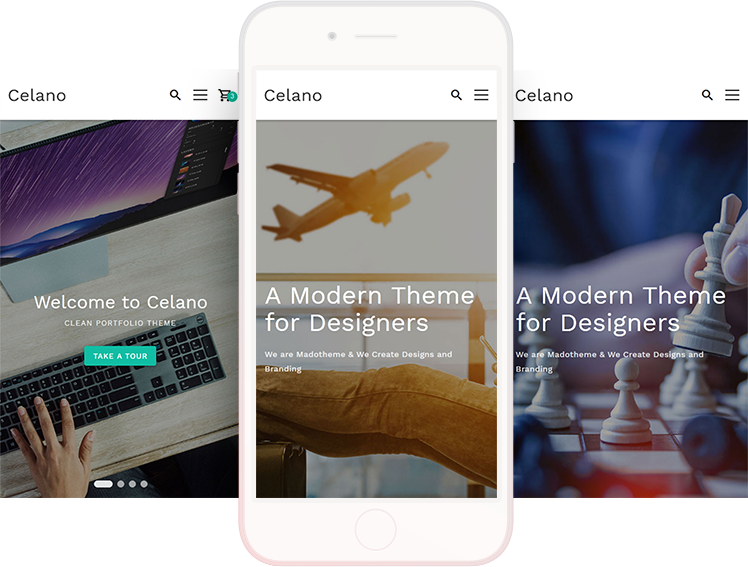 Celano
3
Welcome to Celano
CLEAN PORTFOLIO THEME
TAKE A TOUR
Celano
A Modern Theme
for Designers
We are Madotheme & We Create Designs and
Branding
Celano
A Modern Theme
for Designers
We are Madotheme & We Create Designs and
Branding